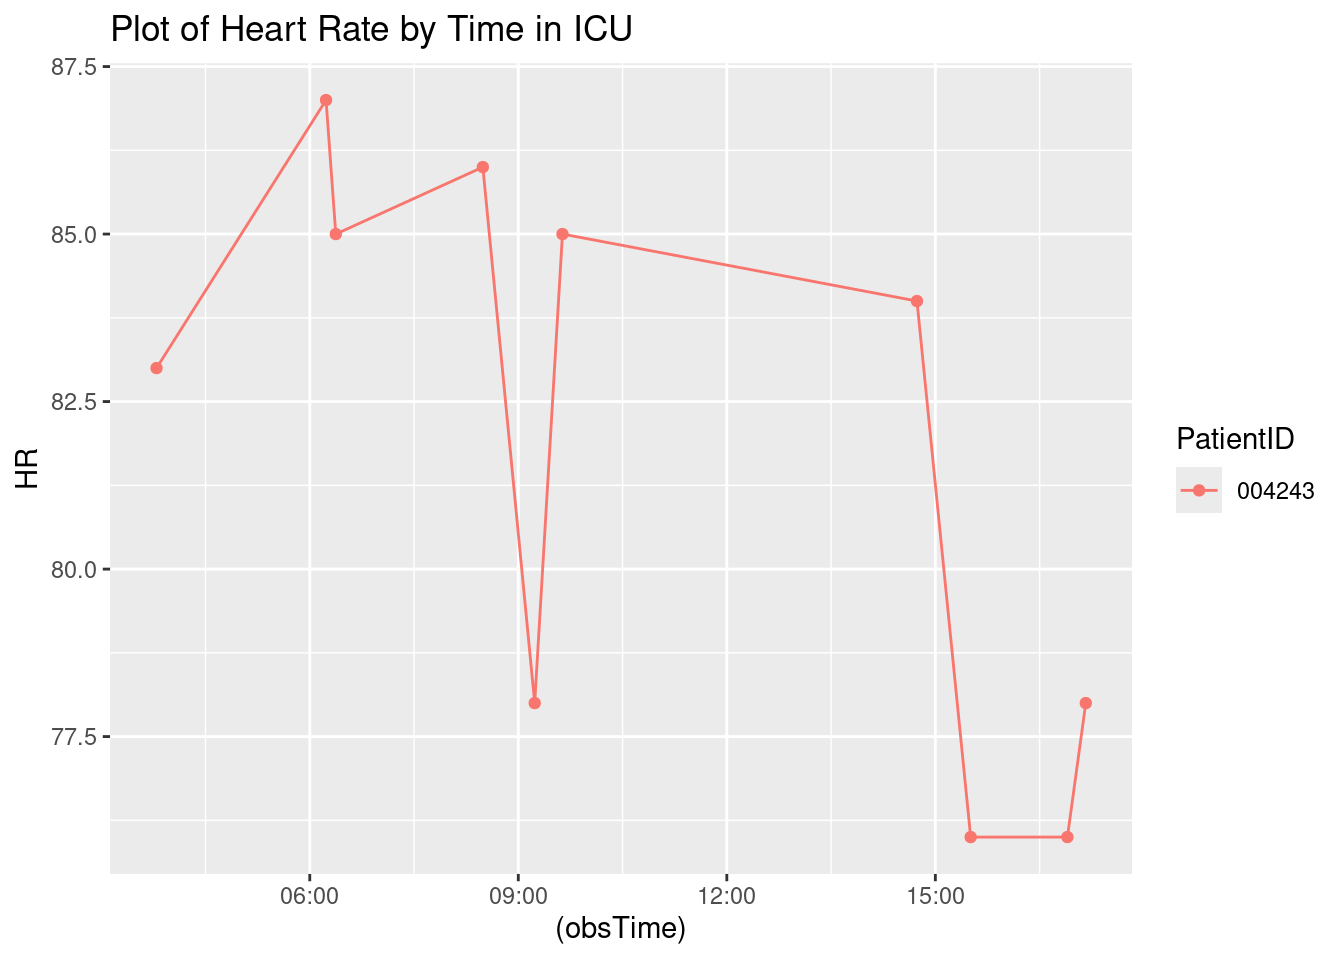 Plot of Heart Rate by Time in ICU
87.5
85.0
82.5
80.0
77.5
HR
06:00 09:00 12:00 15:00
(obsTime)
PatientID
004243